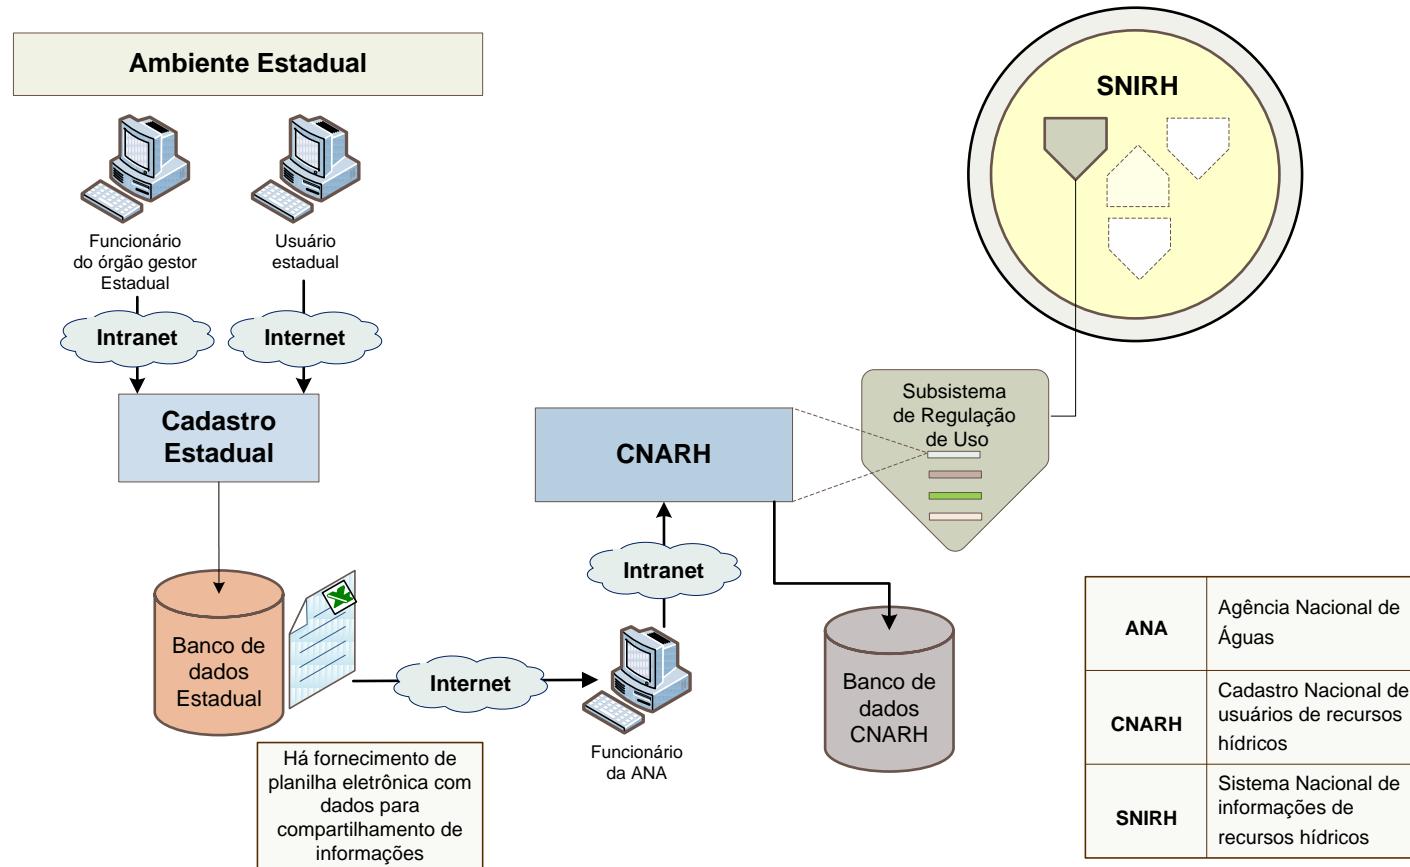 Ambiente Estadual
SNIRH
Funcionário
do órgão gestor
Estadual
Usuário
estadual
Intranet
Internet
Cadastro
Estadual
CNARH
Subsistema
de Regulação
de Uso
Intranet
Banco de
dados
Estadual
Internet
Funcionário
da ANA
Banco de
dados
CNARH
Há fornecimento de
planilha eletrônica com
dados para
compartilhamento de
informações
ANA
Agência Nacional de
Águas
CNARH
Cadastro Nacional de
usuários de recursos
hídricos
SNIRH
Sistema Nacional de
informações de
recursos hídricos